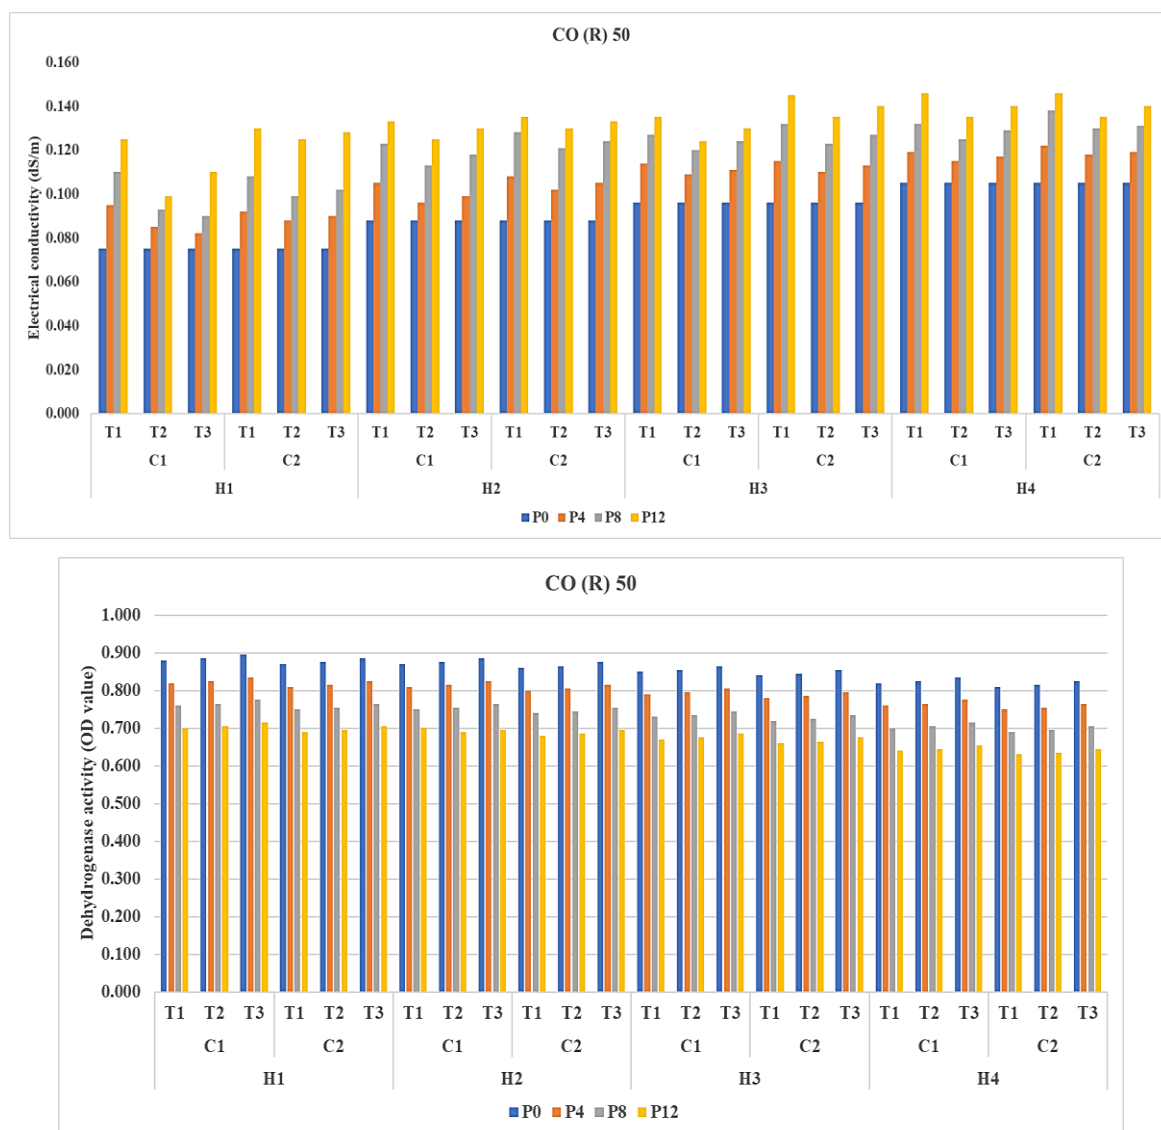 CO (R) 50
Electrical conductivity (dS/m)
0.160
0.140
0.120
0.100
0.080
0.060
0.040
0.020
0.000
T1 T2 T3 T1 T2 T3 T1 T2 T3 T1 T2 T3 T1 T2 T3 T1 T2 T3 T1 T2 T3 T1 T2 T3
C1 C2 C1 C2 C1 C2 C1 C2
H1 H2 H3 H4
P0 P4 P8 P12
CO (R) 50
Dehydrogenase activity (OD value)
1.000
0.900
0.800
0.700
0.600
0.500
0.400
0.300
0.200
0.100
0.000
T1 T2 T3 T1 T2 T3 T1 T2 T3 T1 T2 T3 T1 T2 T3 T1 T2 T3 T1 T2 T3 T1 T2 T3
C1 C2 C1 C2 C1 C2 C1 C2
H1 H2 H3 H4
P0 P4 P8 P12